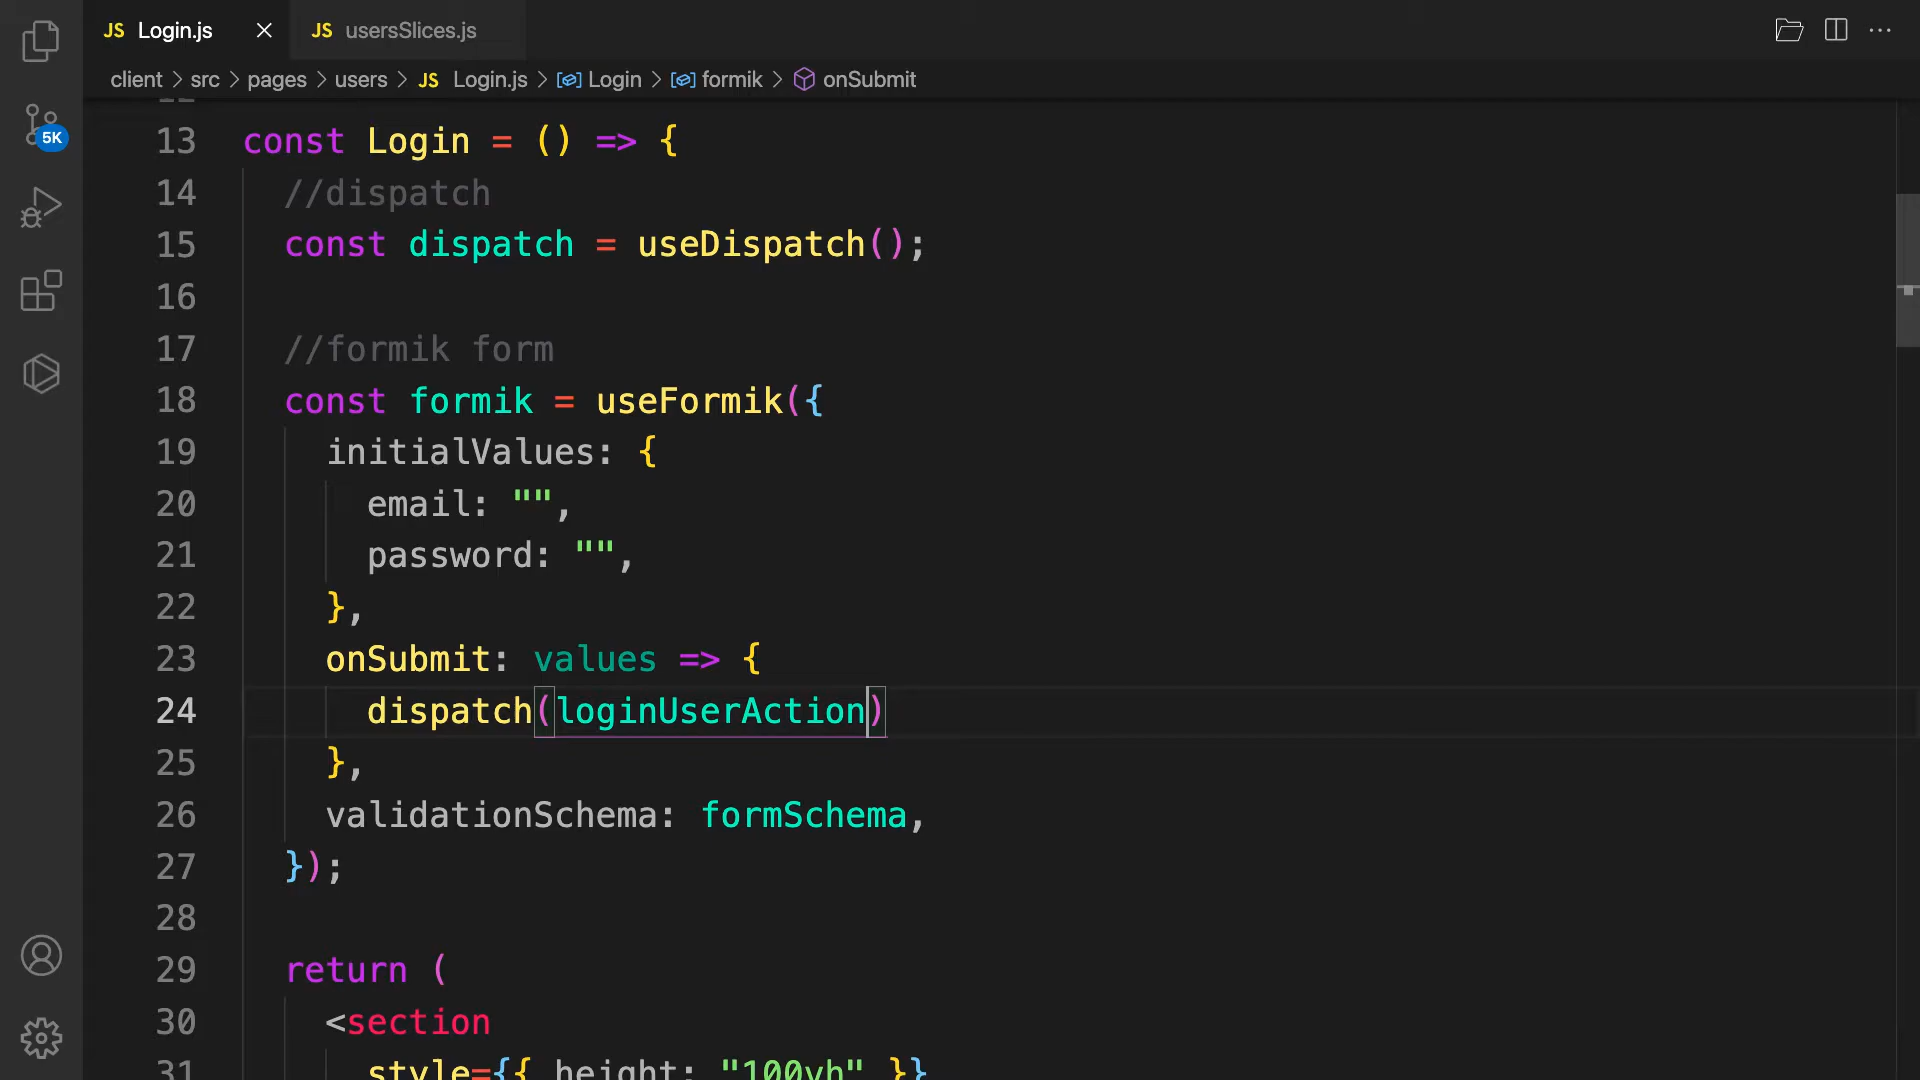 JS Login.js
JS usersSlices.js
client > src > pages > users > JS Login.js > Login > formik > onSubmit
5K
13 const Login = () => {
14 //dispatch
15 const dispatch = useDispatch();
16
17 //formik form
18 const formik = useFormik({
19 initialValues: {
20 email: "",
21 password: "",
22 },
23 onSubmit: values => {
24 dispatch(loginUserAction)
25 },
26 validationSchema: formSchema,
27 });
28
29 return (
30 <section
31 style={{ height: "100vh" }}